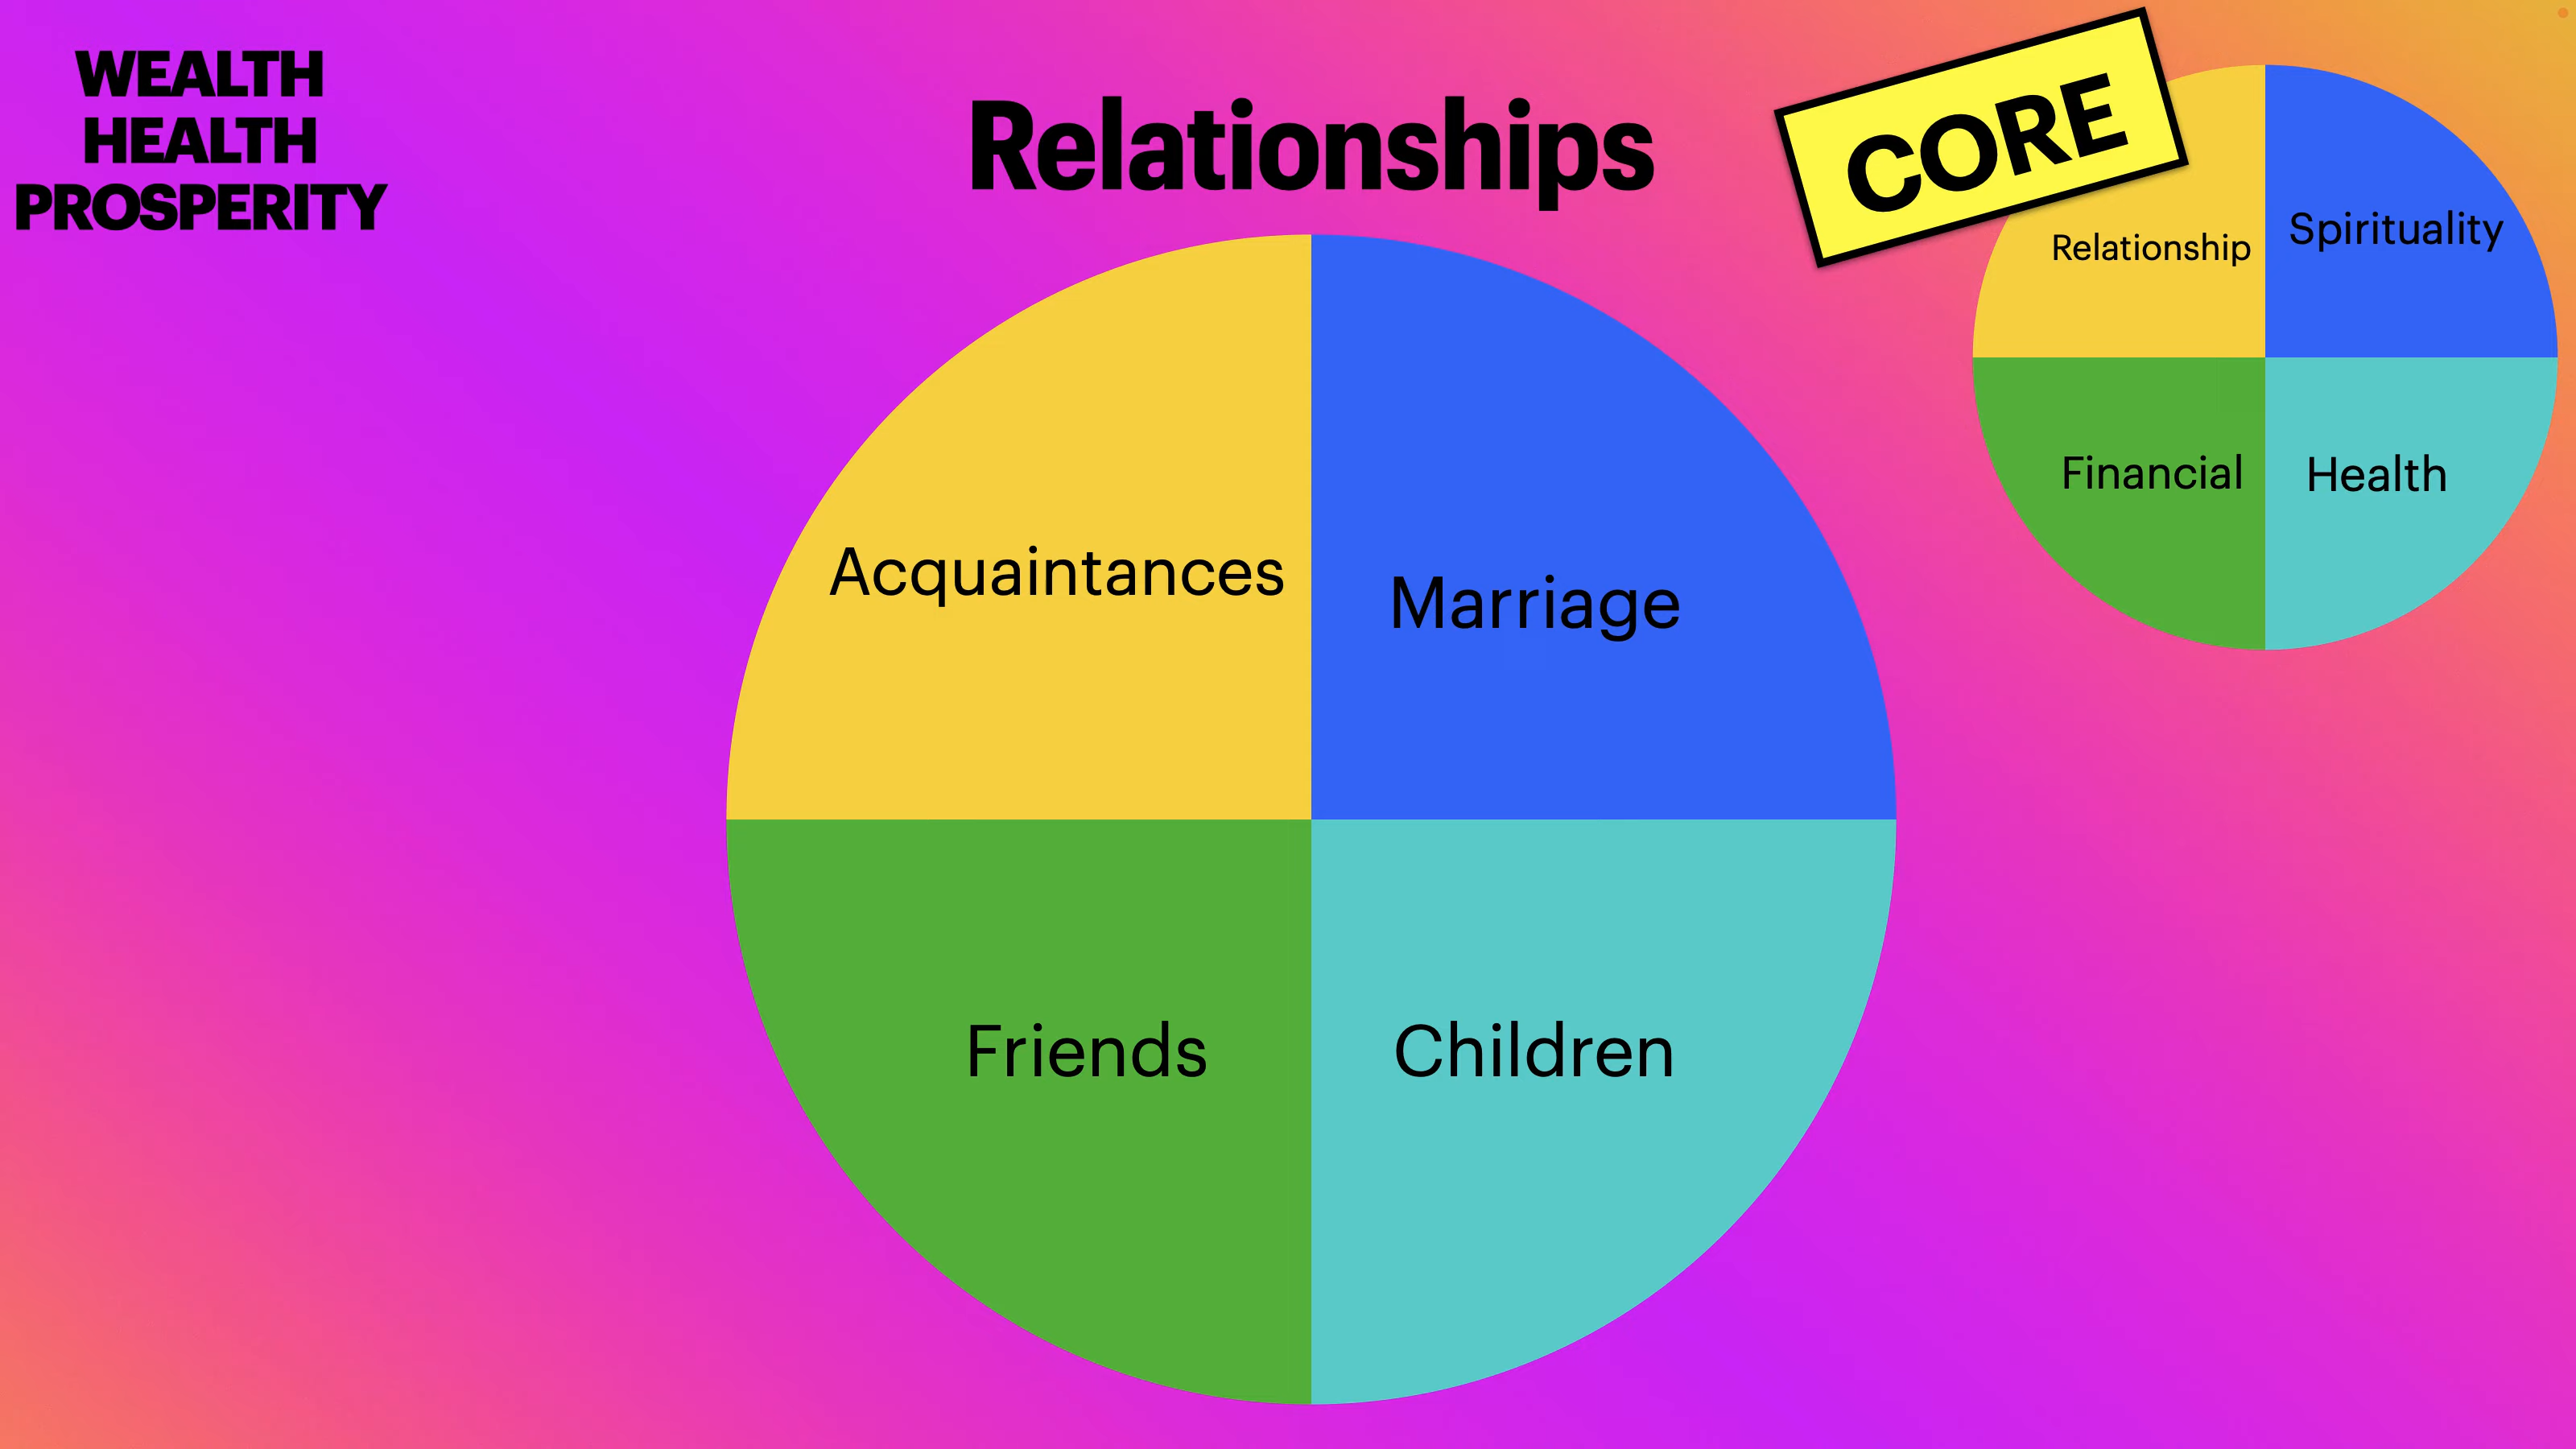 WEALTH
HEALTH
PROSPERITY
Relationships
CORE
Acquaintances
Marriage
Friends
Children
Relationship
Spirituality
Financial
Health